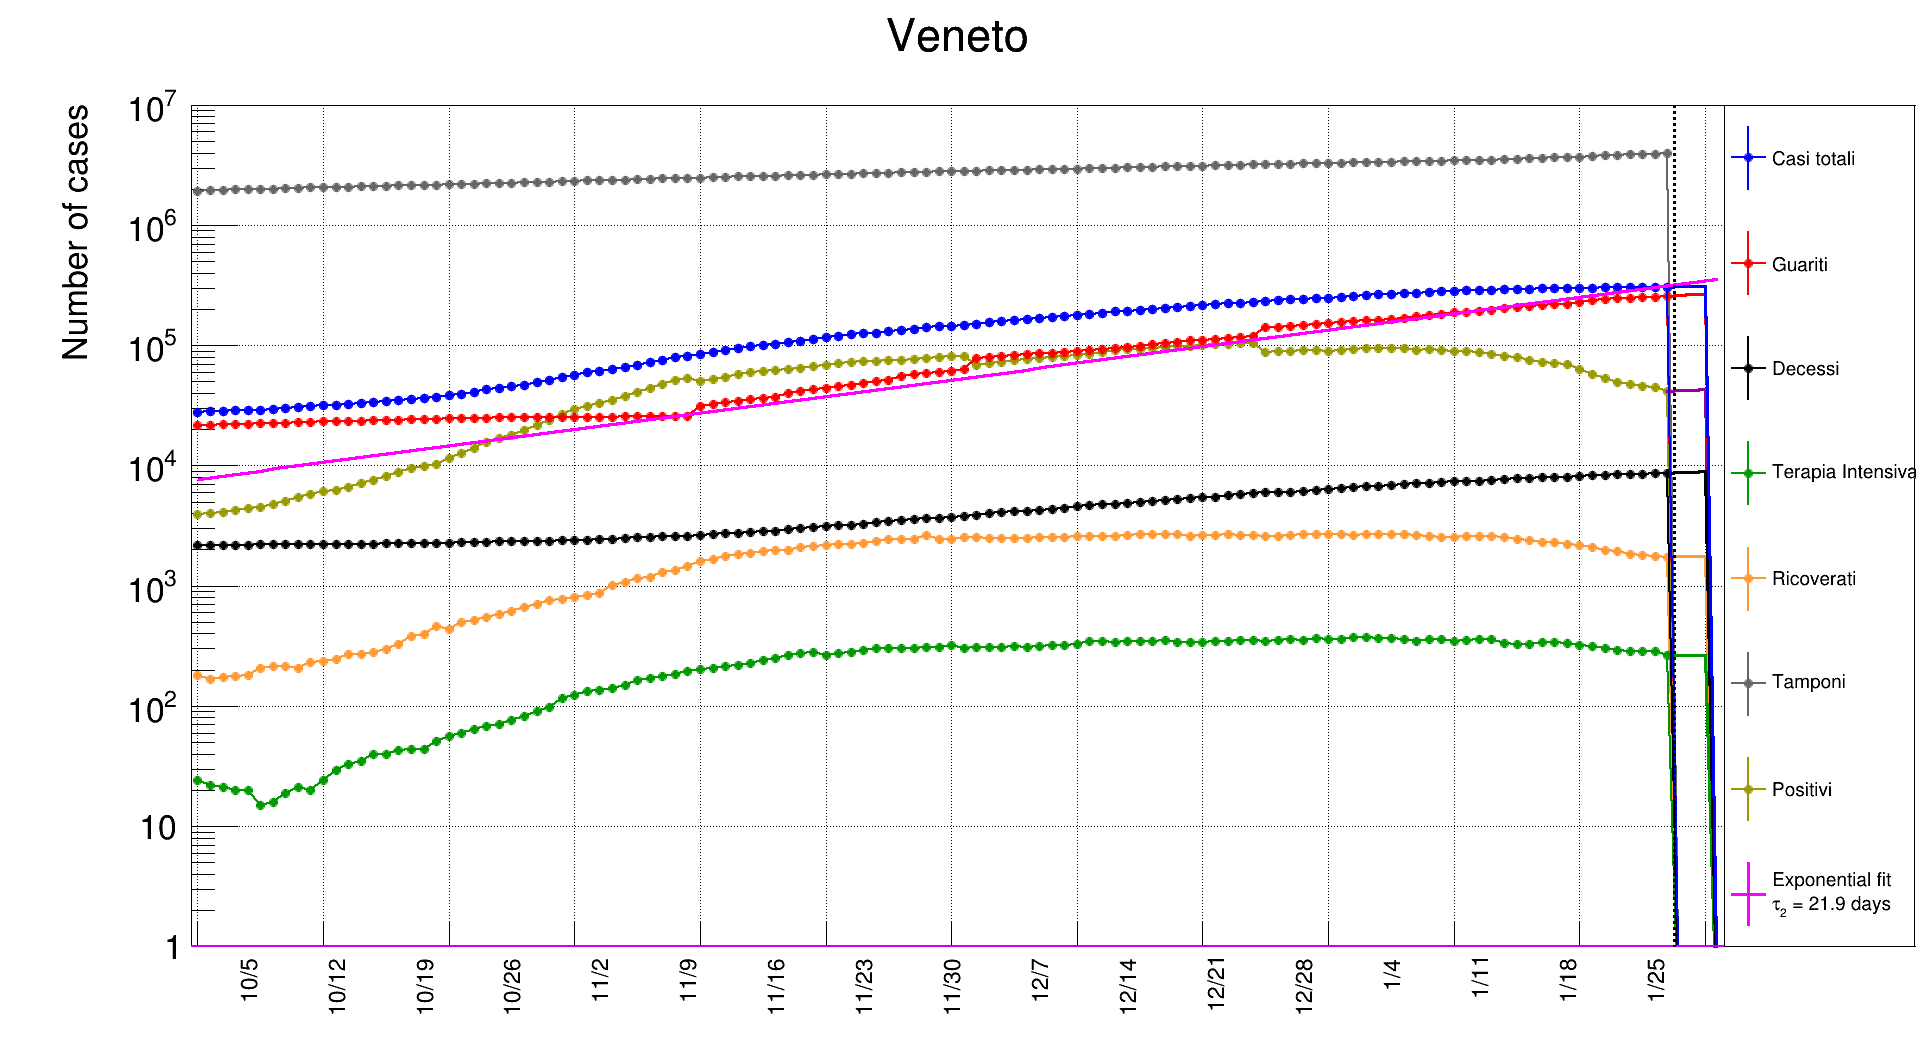 Veneto
Number of cases
10^7
10^6
10^5
10^4
10^3
10^2
10
1
10/5
10/12
10/19
10/26
11/2
11/9
11/16
11/23
11/30
12/7
12/14
12/21
12/28
1/4
1/11
1/18
1/25
Casi totali
Guariti
Decessi
Terapia Intensiva
Ricoverati
Tamponi
Positivi
Exponential fit
τ_2 = 21.9 days